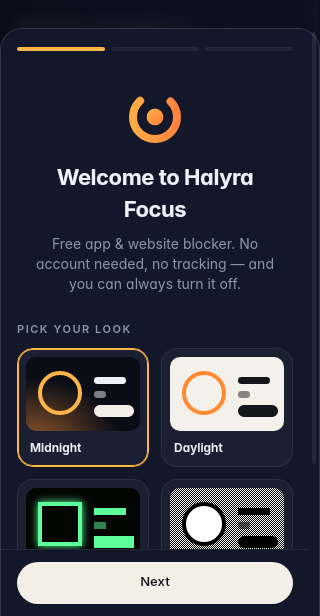 Welcome to Halyra
Focus
Free app & website blocker. No
account needed, no tracking — and
you can always turn it off.
PICK YOUR LOOK
Midnight
Daylight
Next